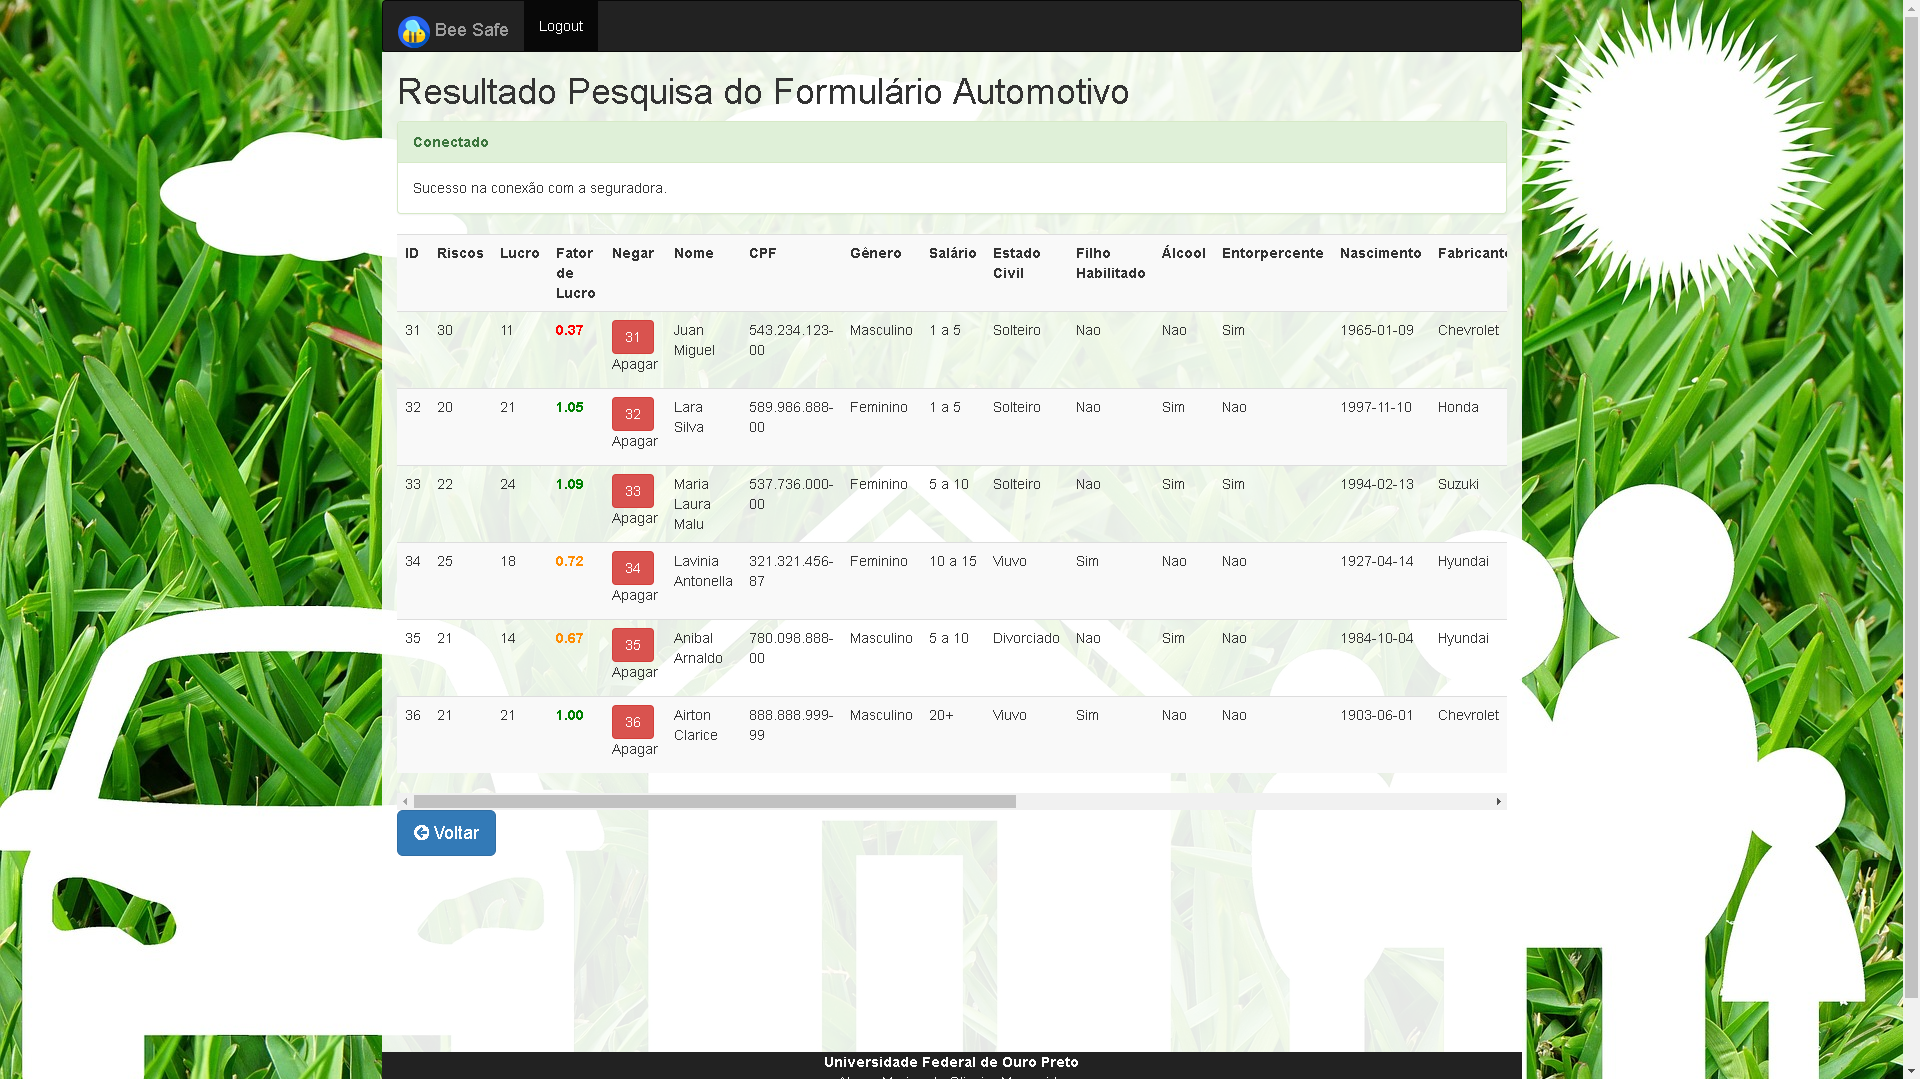 Bee Safe Logout
Resultado Pesquisa do Formulário Automotivo
Conectado
Sucesso na conexão com a seguradora.
ID Riscos Lucro Fator de Lucro Negar Nome CPF Gênero Salário Estado Civil Filho Habilitado Álcool Entorpercente Nascimento Fabricante
31 30 11 0.37 31 Apagar Juan Miguel 543.234.123-00 Masculino 1 a 5 Solteiro Nao Nao Sim 1965-01-09 Chevrolet
32 20 21 1.05 32 Apagar Lara Silva 589.986.888-00 Feminino 1 a 5 Solteiro Nao Sim Nao 1997-11-10 Honda
33 22 24 1.09 33 Apagar Maria Laura Malu 537.736.000-00 Feminino 5 a 10 Solteiro Nao Sim Sim 1994-02-13 Suzuki
34 25 18 0.72 34 Apagar Lavinia Antonella 321.321.456-87 Feminino 10 a 15 Viuvo Sim Nao Nao 1927-04-14 Hyundai
35 21 14 0.67 35 Apagar Anibal Arnaldo 780.098.888-00 Masculino 5 a 10 Divorciado Nao Sim Nao 1984-10-04 Hyundai
36 21 21 1.00 36 Apagar Airton Clarice 888.888.999-99 Masculino 20+ Viuvo Sim Nao Nao 1903-06-01 Chevrolet
Voltar
Universidade Federal de Ouro Preto